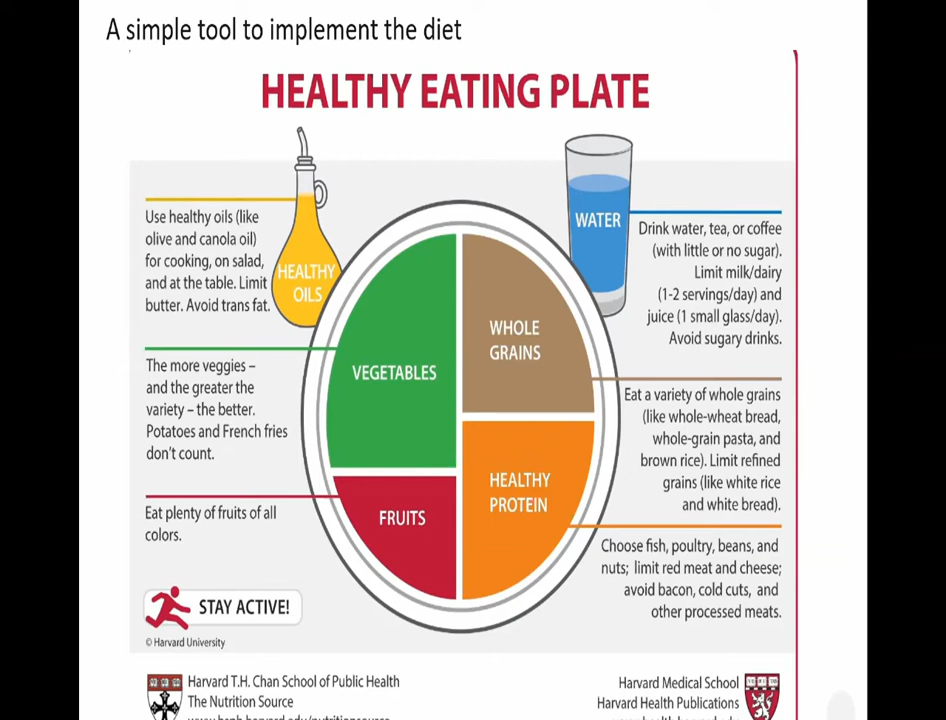 A simple tool to implement the diet
HEALTHY EATING PLATE
Use healthy oils (like
olive and canola oil)
for cooking, on salad,
and at the table. Limit
butter. Avoid trans fat.
HEALTHY
OILS
WATER
Drink water, tea, or coffee
(with little or no sugar).
Limit milk/dairy
(1-2 servings/day) and
juice (1 small glass/day).
Avoid sugary drinks.
The more veggies –
and the greater the
variety – the better.
Potatoes and French fries
don't count.
VEGETABLES
WHOLE
GRAINS
Eat a variety of whole grains
(like whole-wheat bread,
whole-grain pasta, and
brown rice). Limit refined
grains (like white rice
and white bread).
Eat plenty of fruits of all
colors.
FRUITS
HEALTHY
PROTEIN
Choose fish, poultry, beans, and
nuts; limit red meat and cheese;
avoid bacon, cold cuts, and
other processed meats.
STAY ACTIVE!
© Harvard University
Harvard T.H. Chan School of Public Health
The Nutrition Source
Harvard Medical School
Harvard Health Publications